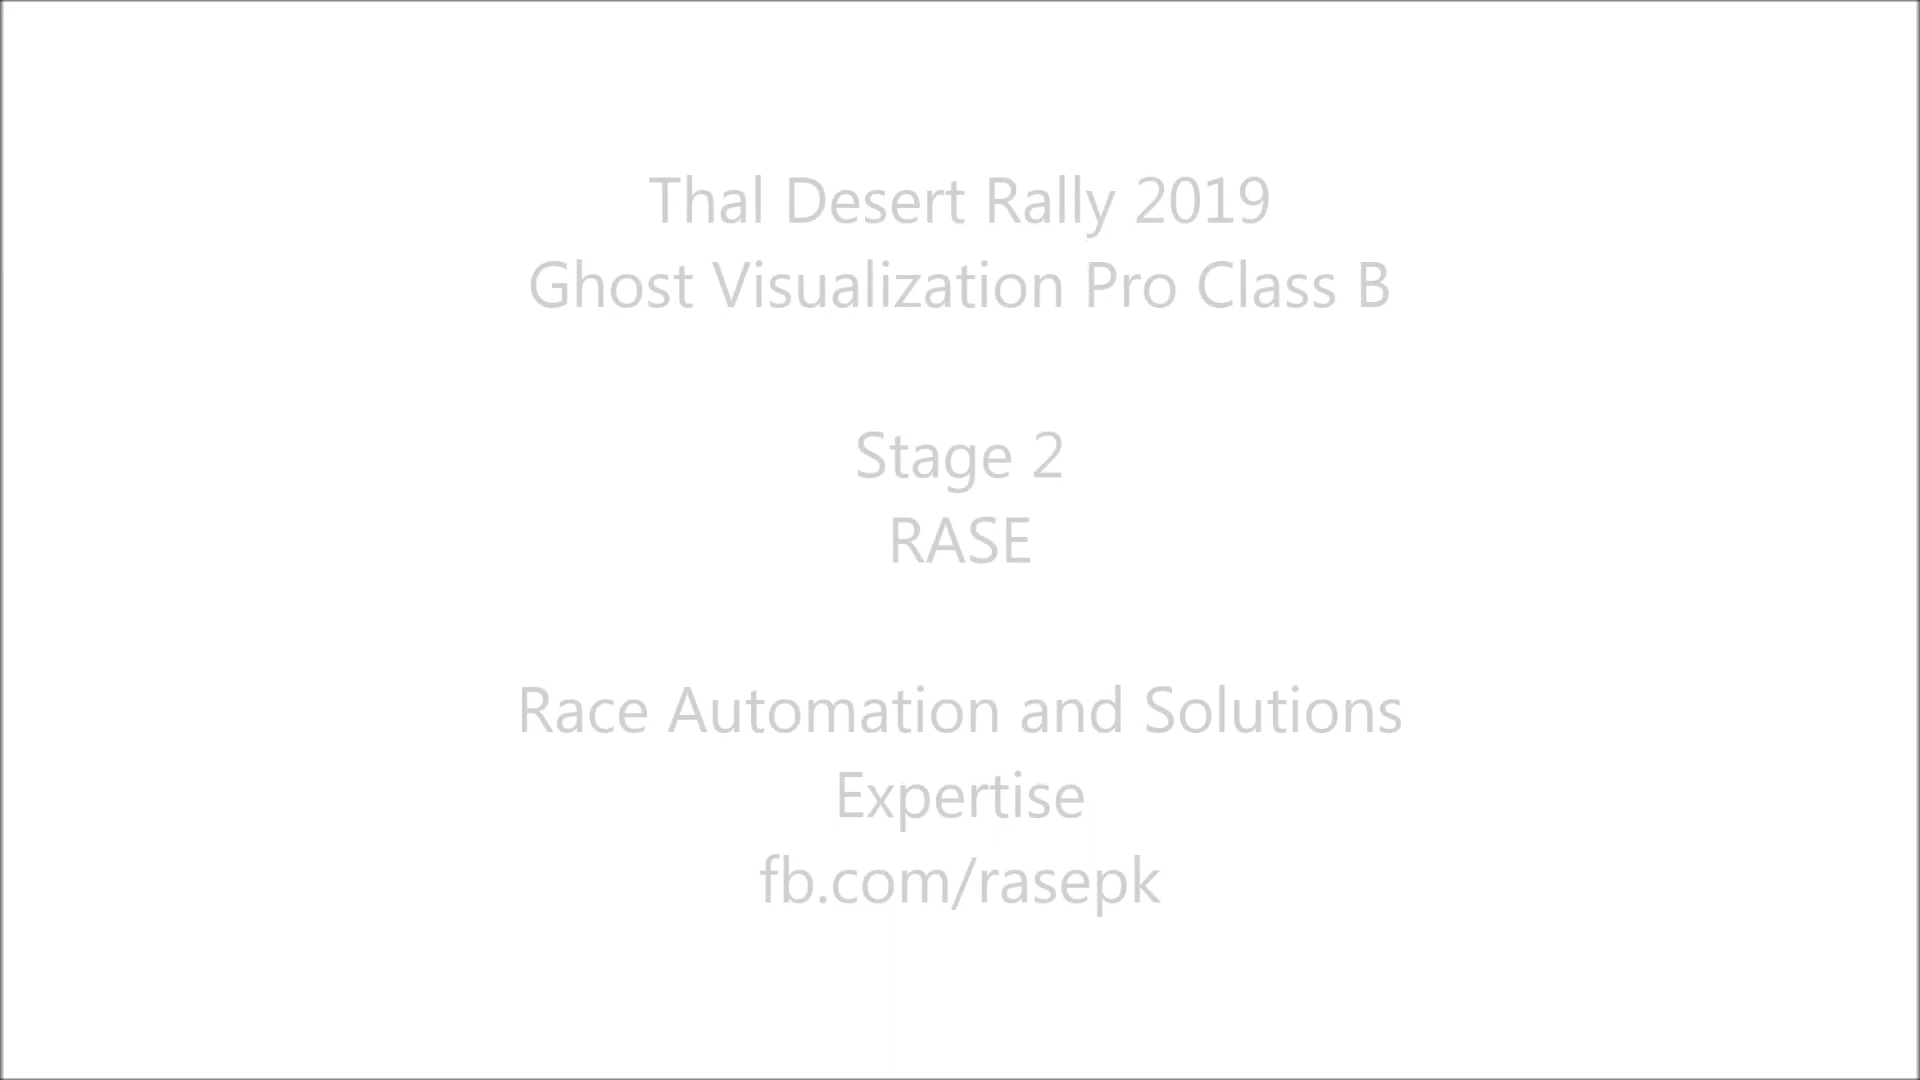 Thal Desert Rally 2019
Ghost Visualization Pro Class B
Stage 2
RASE
Race Automation and Solutions
Expertise
fb.com/rasepk